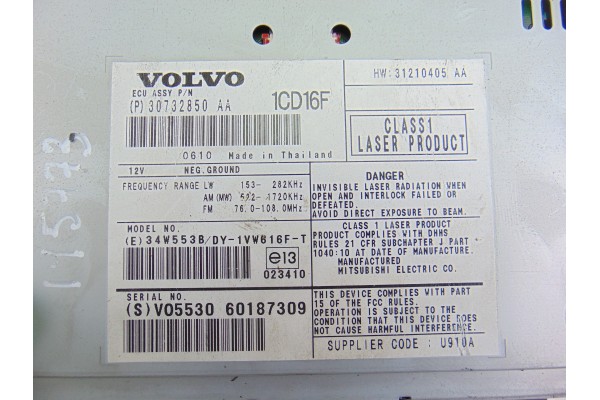 VOLVO
ECU ASSY P/N
(P) 30732850 AA
1CD16F
HW: 31210405 AA
CLASS1
LASER PRODUCT
0610 Made in Thailand
12V NEG.GROUND
FREQUENCY RANGE LW 153- 282KHz
AM(MW) 522- 1720KHz
FM 76.0-108.0MHz
MODEL NO.
(E) 34W553B/DY-1VW616F-T
e13
023410
SERIAL NO.
(S) V05530 60187309
DANGER
INVISIBLE LASER RADIATION WHEN
OPEN AND INTERLOCK FAILED OR
DEFEATED.
AVOID DIRECT EXPOSURE TO BEAM.
CLASS 1 LASER PRODUCT
PRODUCT COMPLIES WITH DHHS
RULES 21 CFR SUBCHAPTER J PART
1040:10 AT DATE OF MANUFACTURE.
MANUFACTURED
MITSUBISHI ELECTRIC CO.
THIS DEVICE COMPLIES WITH PART
15 OF THE FCC RULES.
OPERATION IS SUBJECT TO THE
CONDITION THAT THIS DEVICE DOES
NOT CAUSE HARMFUL INTERFERENCE.
SUPPLIER CODE : U910A